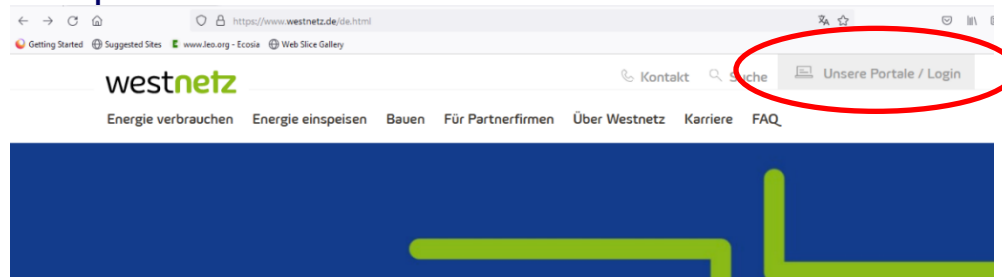 https://www.westnetz.de/de.html
Getting Started Suggested Sites www.leo.org - Ecosia Web Slice Gallery
westnetz Kontakt Suche Unsere Portale / Login
Energie verbrauchen Energie einspeisen Bauen Für Partnerfirmen Über Westnetz Karriere FAQ